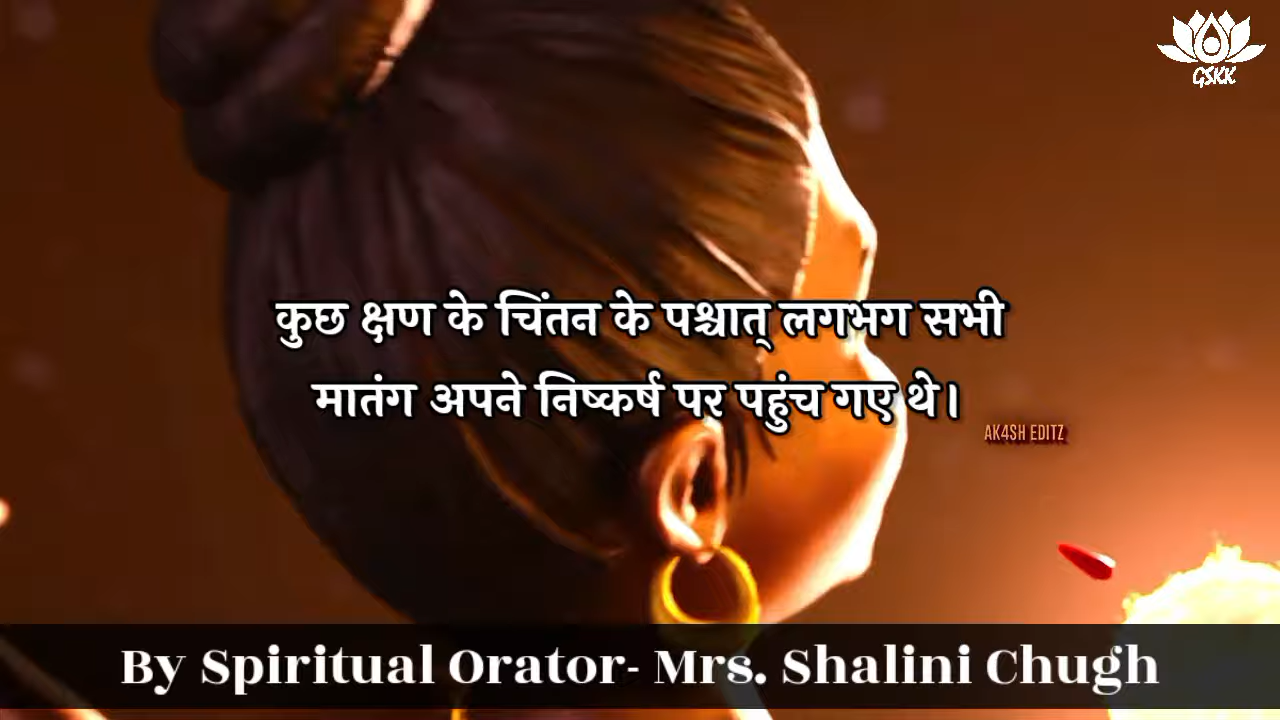 GSKK
कुछ क्षण के चिंतन के पश्चात् लगभग सभी
मातंग अपने निष्कर्ष पर पहुंच गए थे।
AK4SH EDITZ
By Spiritual Orator- Mrs. Shalini Chugh